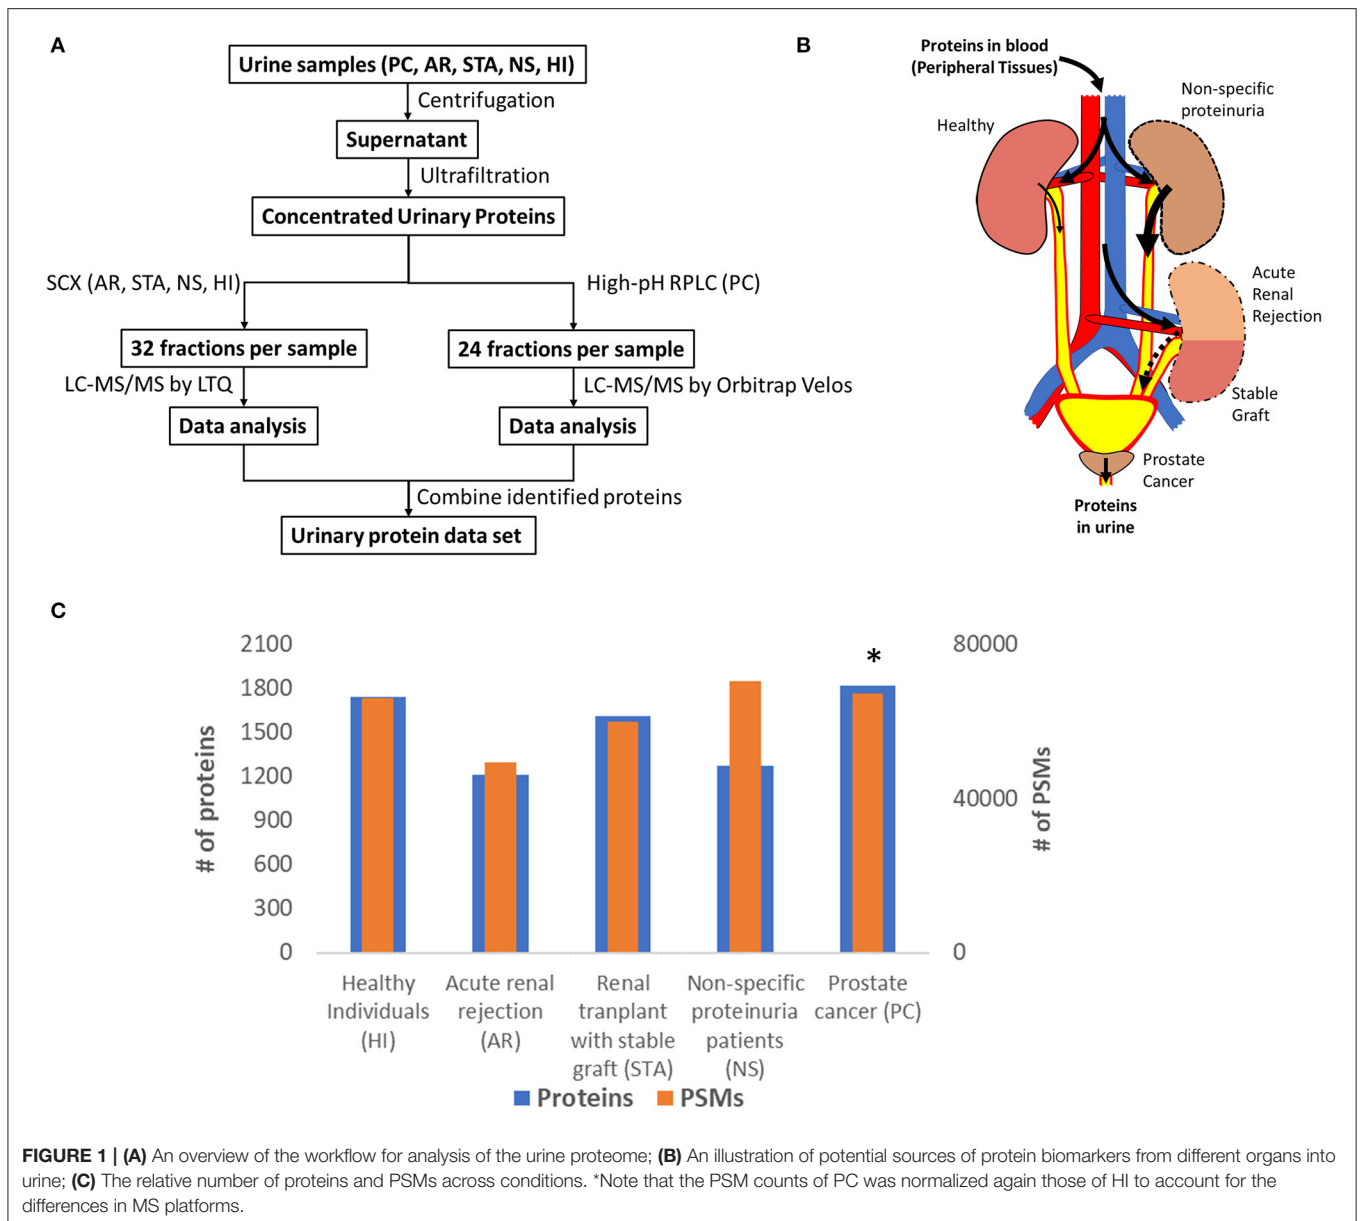 A
Urine samples (PC, AR, STA, NS, HI)
Centrifugation
Supernatant
Ultrafiltration
Concentrated Urinary Proteins
SCX (AR, STA, NS, HI)
High-pH RPLC (PC)
32 fractions per sample
24 fractions per sample
LC-MS/MS by LTQ
LC-MS/MS by Orbitrap Velos
Data analysis
Data analysis
Combine identified proteins
Urinary protein data set
B
Proteins in blood
(Peripheral Tissues)
Healthy
Non-specific
proteinuria
Acute
Renal
Rejection
Stable
Graft
Prostate
Cancer
Proteins
in urine
C
2100
1800
1500
1200
900
600
300
0
# of proteins
*
80000
40000
0
# of PSMs
Healthy
Individuals
(HI)
Acute renal
rejection
(AR)
Renal
tranplant
with stable
graft (STA)
Non-specific
proteinuria
patients
(NS)
Prostate
cancer (PC)
Proteins
PSMs
FIGURE 1 | (A) An overview of the workflow for analysis of the urine proteome; (B) An illustration of potential sources of protein biomarkers from different organs into
urine; (C) The relative number of proteins and PSMs across conditions. *Note that the PSM counts of PC was normalized again those of HI to account for the
differences in MS platforms.